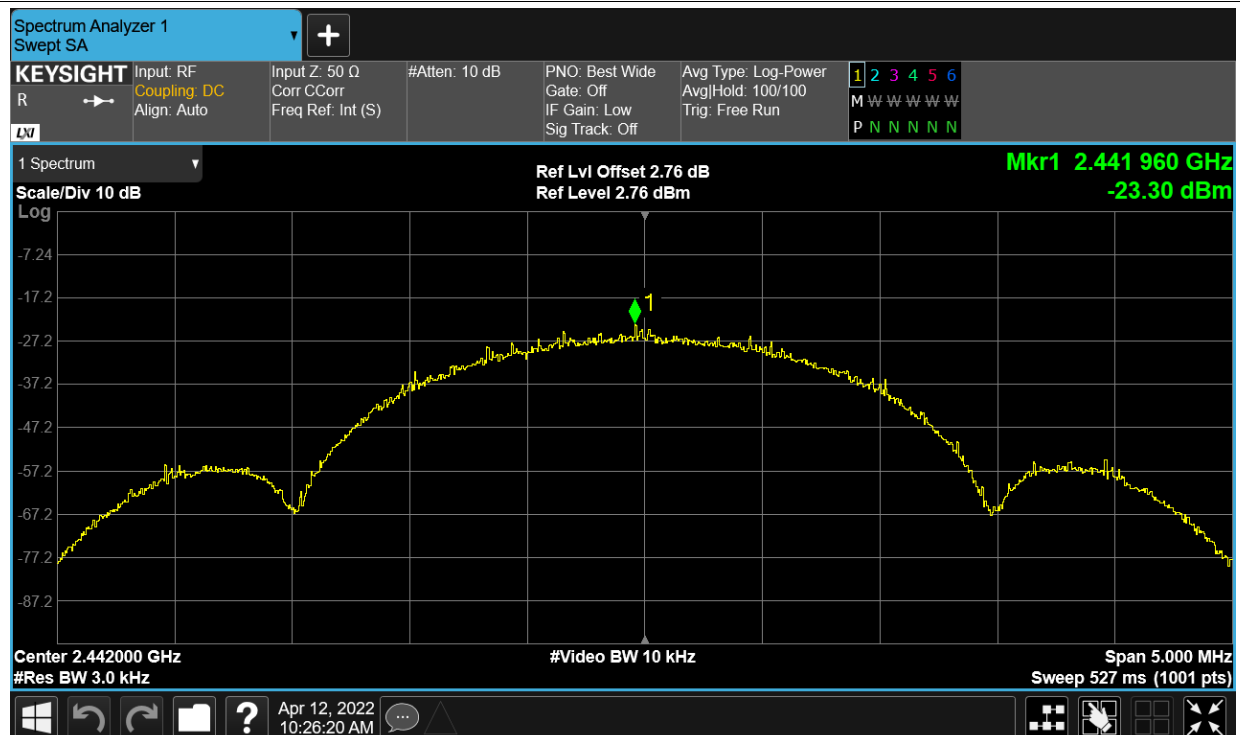 Spectrum Analyzer 1
Swept SA
+
KEYSIGHT
R
LXI
Input: RF
Coupling: DC
Align: Auto
Input Z: 50 Ω
Corr CCorr
Freq Ref: Int (S)
#Atten: 10 dB
PNO: Best Wide
Gate: Off
IF Gain: Low
Sig Track: Off
Avg Type: Log-Power
Avg|Hold: 100/100
Trig: Free Run
1 2 3 4 5 6
M W W W W W
P N N N N N
1 Spectrum
Scale/Div 10 dB
Ref Lvl Offset 2.76 dB
Ref Level 2.76 dBm
Mkr1 2.441 960 GHz
-23.30 dBm
Log
-7.24
-17.2
1
-27.2
-37.2
-47.2
-57.2
-67.2
-77.2
-87.2
Center 2.442000 GHz
#Res BW 3.0 kHz
#Video BW 10 kHz
Span 5.000 MHz
Sweep 527 ms (1001 pts)
?
Apr 12, 2022
10:26:20 AM